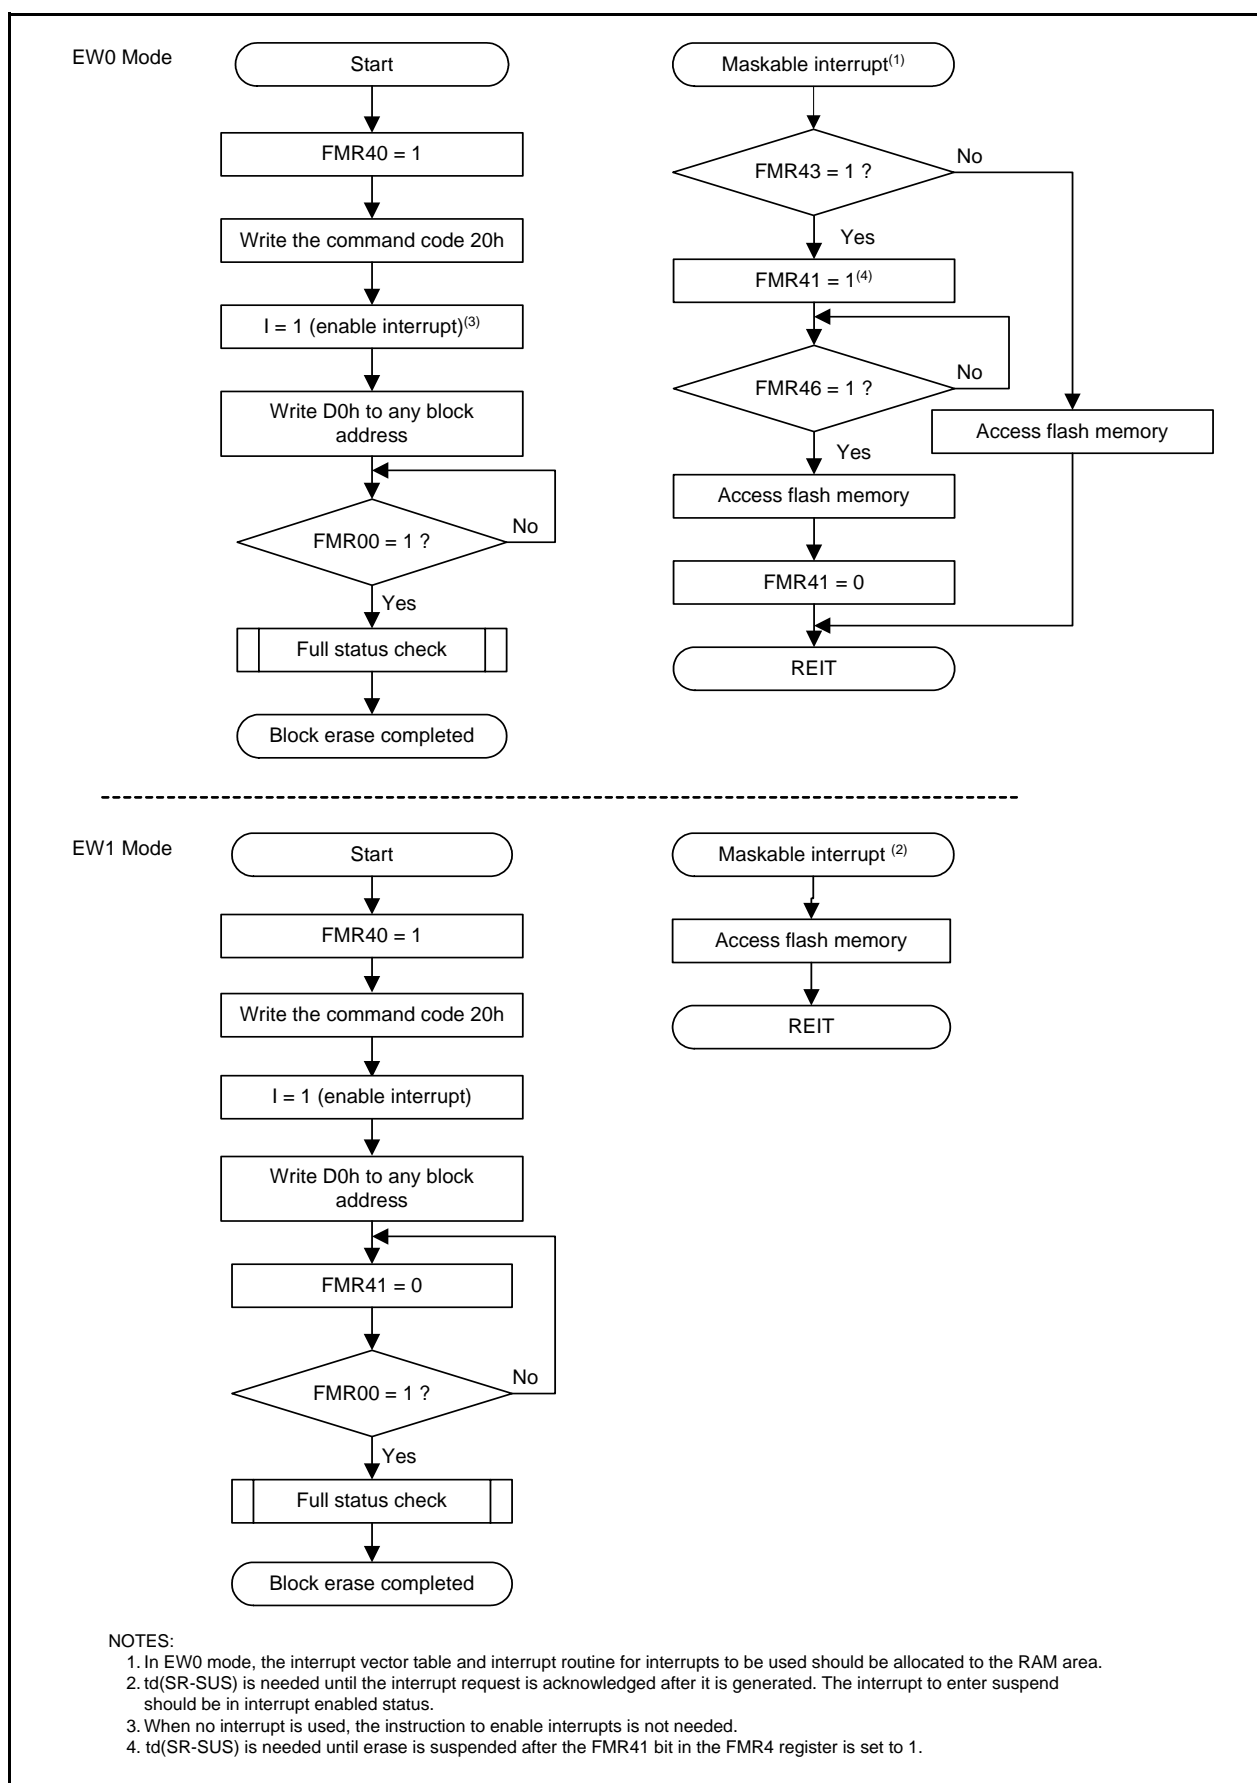 EW0 Mode
Start
FMR40 = 1
Write the command code 20h
I = 1 (enable interrupt)(3)
Write D0h to any block
address
FMR00 = 1 ?
No
Yes
Full status check
Block erase completed
Maskable interrupt(1)
FMR43 = 1 ?
No
Yes
FMR41 = 1(4)
FMR46 = 1 ?
No
Yes
Access flash memory
Access flash memory
FMR41 = 0
REIT
EW1 Mode
Start
FMR40 = 1
Write the command code 20h
I = 1 (enable interrupt)
Write D0h to any block
address
FMR41 = 0
FMR00 = 1 ?
No
Yes
Full status check
Block erase completed
Maskable interrupt (2)
Access flash memory
REIT
NOTES:
1. In EW0 mode, the interrupt vector table and interrupt routine for interrupts to be used should be allocated to the RAM area.
2. td(SR-SUS) is needed until the interrupt request is acknowledged after it is generated. The interrupt to enter suspend
should be in interrupt enabled status.
3. When no interrupt is used, the instruction to enable interrupts is not needed.
4. td(SR-SUS) is needed until erase is suspended after the FMR41 bit in the FMR4 register is set to 1.